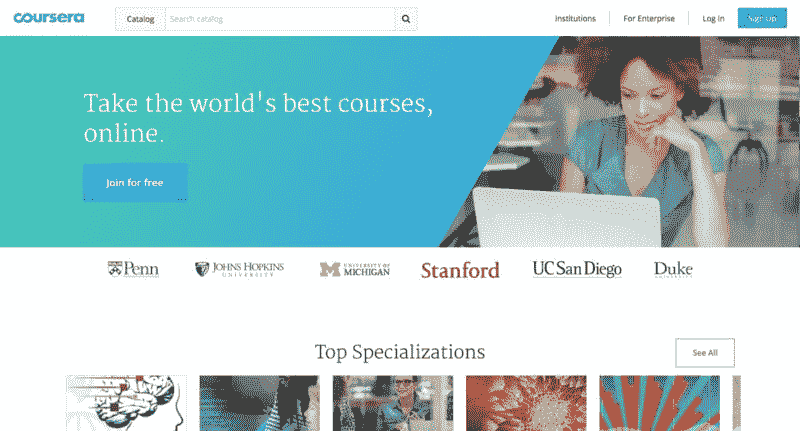 coursera
Catalog
Search catalog
Institutions
For Enterprise
Log In
Sign Up
Take the world's best courses,
online.
Join for free
Penn
JOHNS HOPKINS
UNIVERSITY
UNIVERSITY OF
MICHIGAN
Stanford
UC San Diego
Duke
UNIVERSITY
Top Specializations
See All